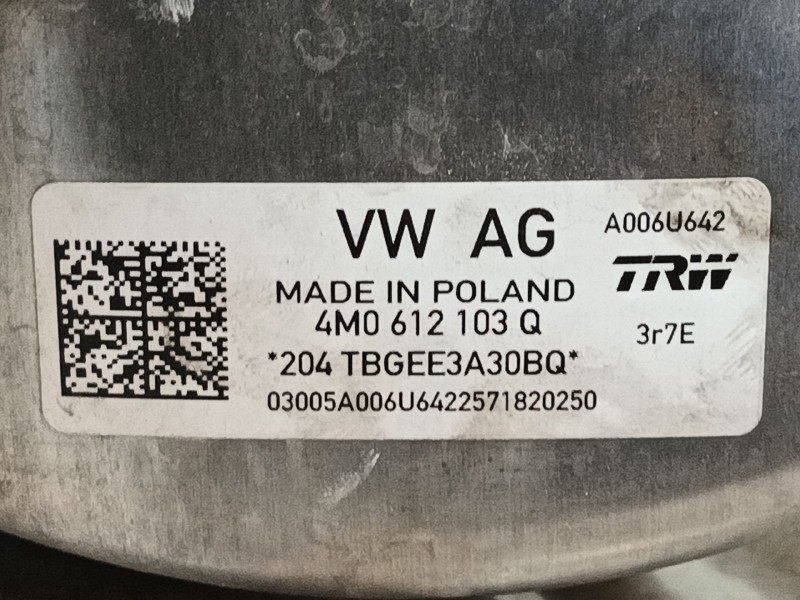 VW AG
A006U642
TRW
MADE IN POLAND
4M0 612 103 Q
3r7E
*204 TBGEE3A30BQ*
03005A006U6422571820250